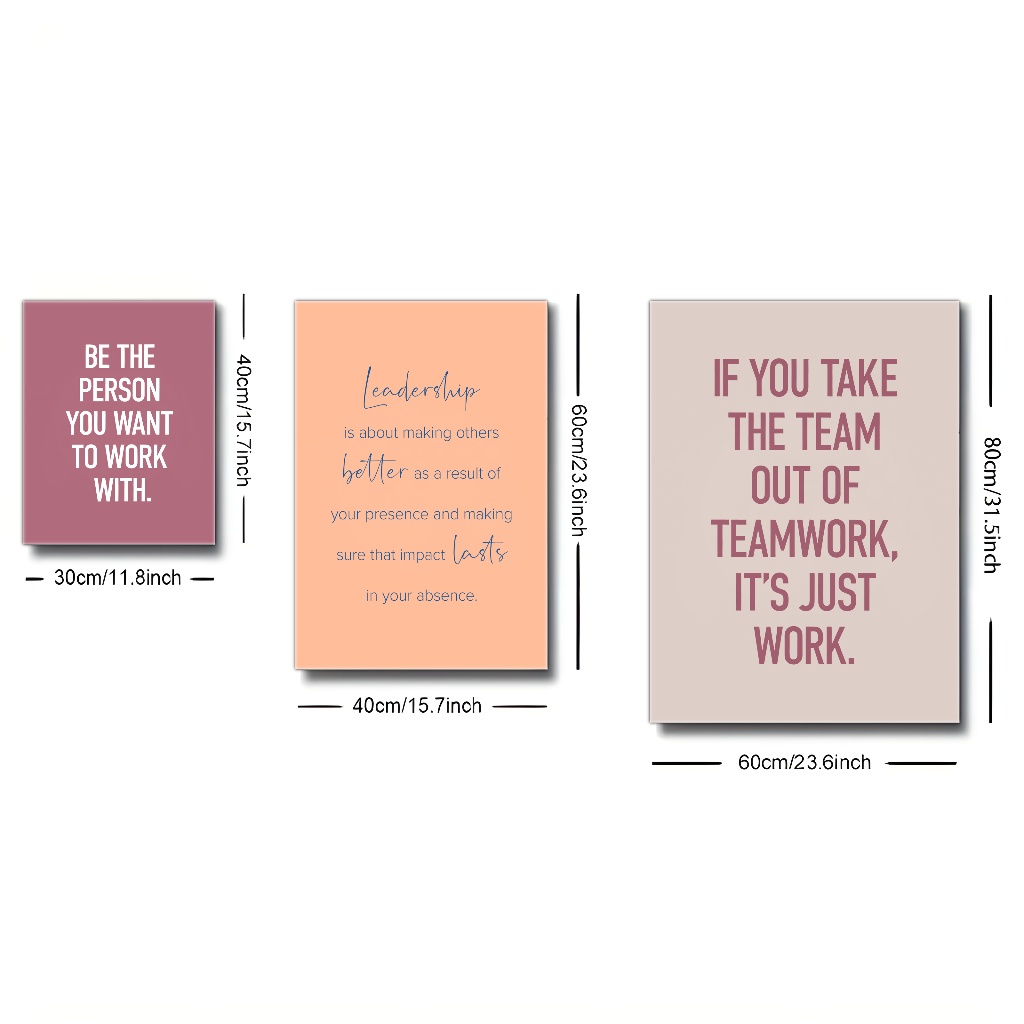 BE THE
PERSON
YOU WANT
TO WORK
WITH.
40cm/15.7inch
30cm/11.8inch
Leadership
is about making others
better as a result of
your presence and making
sure that impact lasts
in your absence.
60cm/23.6inch
40cm/15.7inch
IF YOU TAKE
THE TEAM
OUT OF
TEAMWORK,
IT'S JUST
WORK.
80cm/31.5inch
60cm/23.6inch